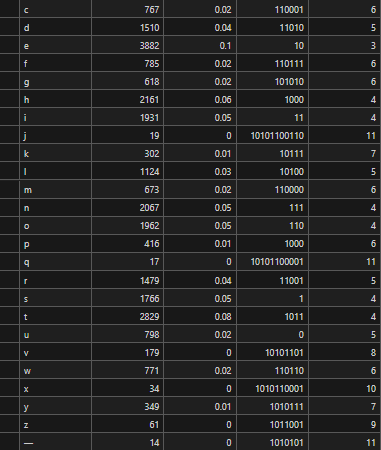 c 767 0.02 110001 6
d 1510 0.04 11010 5
e 3882 0.1 10 3
f 785 0.02 110111 6
g 618 0.02 101010 6
h 2161 0.06 1000 4
i 1931 0.05 11 4
j 19 0 10101100110 11
k 302 0.01 10111 7
l 1124 0.03 10100 5
m 673 0.02 110000 6
n 2067 0.05 111 4
o 1962 0.05 110 4
p 416 0.01 1000 6
q 17 0 10101100001 11
r 1479 0.04 11001 5
s 1766 0.05 1 4
t 2829 0.08 1011 4
u 798 0.02 0 5
v 179 0 10101101 8
w 771 0.02 110110 6
x 34 0 1010110001 10
y 349 0.01 1010111 7
z 61 0 1011001 9
— 14 0 1010101 11